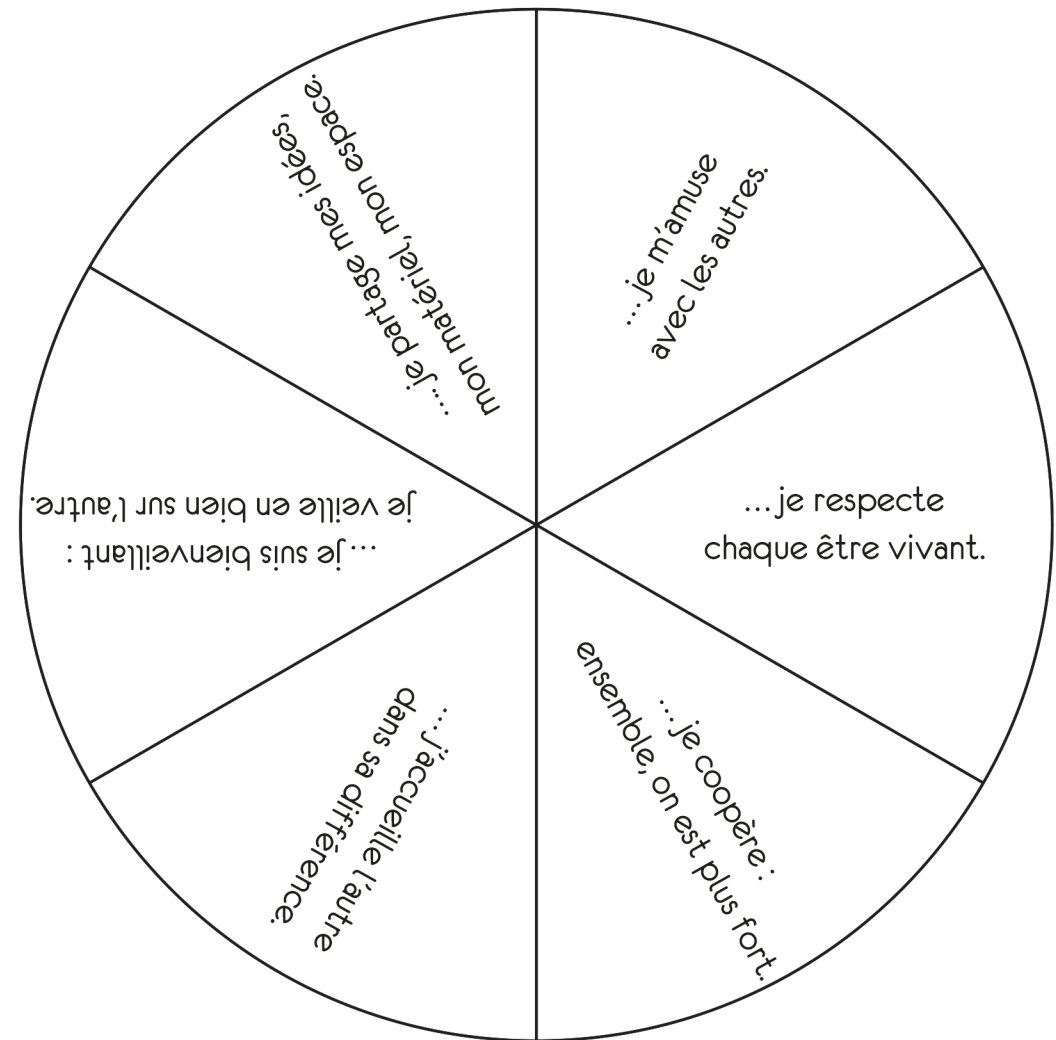 ...je m'amuse
avec les autres.
...je respecte
chaque être vivant.
...je coopère :
ensemble, on est plus fort.
...j'accueille l'autre
dans sa différence.
...je suis bienveillant :
je veille en bien sur l'autre.
...je partage mes idées,
mon matériel, mon espace.